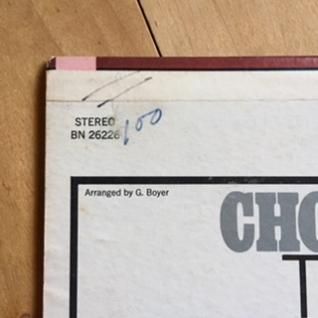 STEREO
BN 26226
1 00
Arranged by G. Boyer
CHO
T